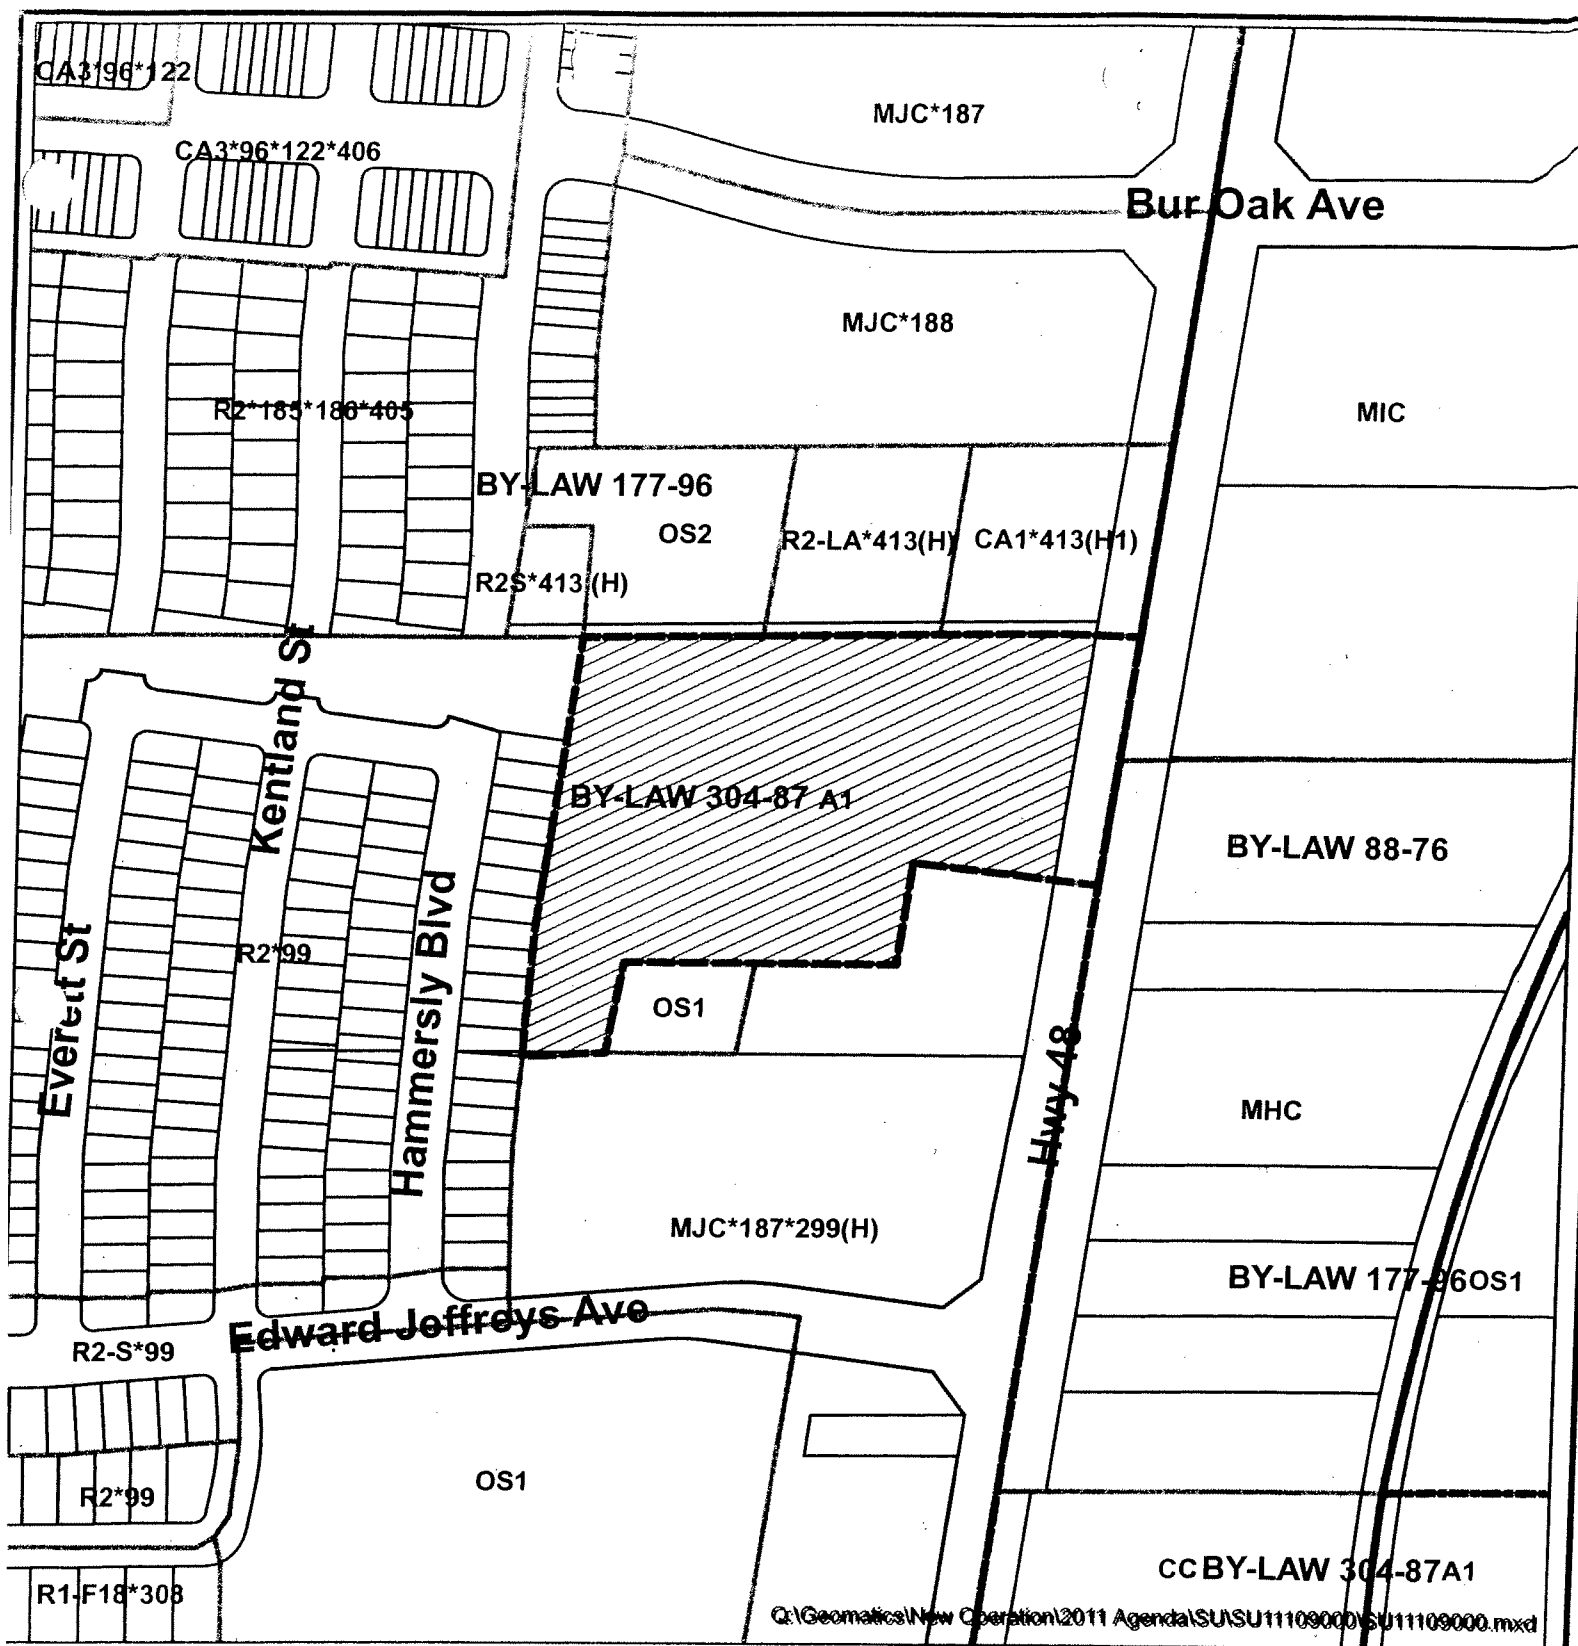 CA3*96*122
MJC*187
CA3*96*122*406
Bur Oak Ave
MJC*188
R2*185*186*405
MIC
BY-LAW 177-96
OS2
R2-LA*413(H)
CA1*413(H1)
R2S*413 (H)
Kentland St
BY-LAW 304-87 A1
BY-LAW 88-76
Everett St
R2*99
Hammersly Blvd
OS1
Hwy 48
MHC
MJC*187*299(H)
BY-LAW 177-96 OS1
Edward Jeffreys Ave
R2-S*99
OS1
R2*99
CC BY-LAW 304-87 A1
R1-F18*308
Q:\Geomatics\New Operation\2011 Agenda\SU\SU11109000\SU11109000.mxd